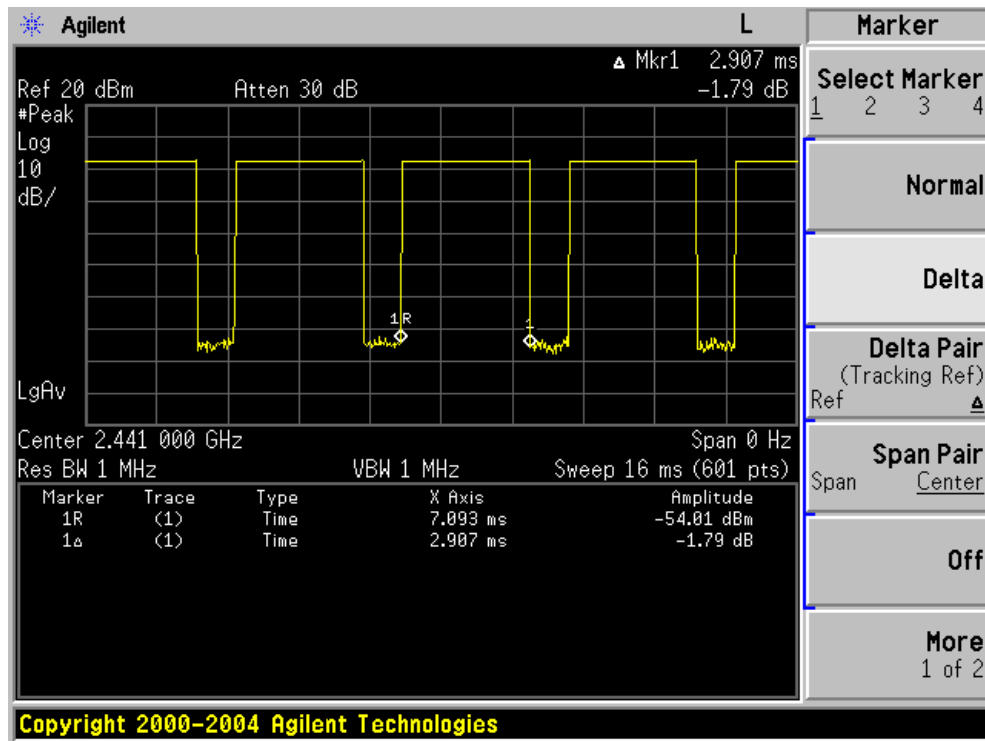 Agilent L Marker
Δ Mkr1 2.907 ms
Ref 20 dBm Atten 30 dB -1.79 dB
#Peak
Log
10
dB/
1R
1
LgAv
Center 2.441 000 GHz Span 0 Hz
Res BW 1 MHz VBW 1 MHz Sweep 16 ms (601 pts)
Marker Trace Type X Axis Amplitude
1R (1) Time 7.093 ms -54.01 dBm
1Δ (1) Time 2.907 ms -1.79 dB
Select Marker
1 2 3 4
Normal
Delta
Delta Pair
(Tracking Ref)
Ref Δ
Span Pair
Span Center
Off
More
1 of 2
Copyright 2000-2004 Agilent Technologies